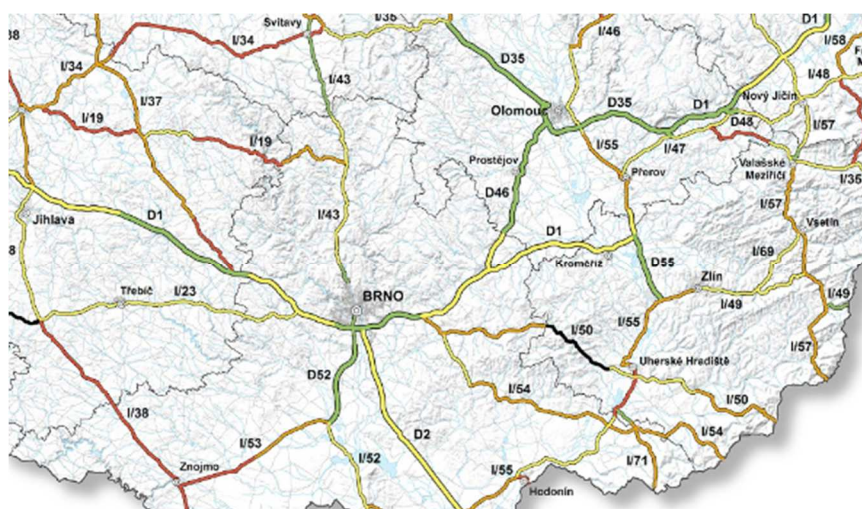 Svitavy
I/35
I/46
D1
I/58
38
I/34
I/34
D35
I/43
I/48
Nový Jičín
I/37
Olomouc
D35
D1
D48
I/19
I/19
I/57
I/55
I/47
Valašské
Meziříčí
Prostějov
Přerov
I/35
D46
I/57
I/43
Jihlava
D1
D1
Vsetín
Kroměříž
I/69
D55
Zlín
Třebíč
I/23
BRNO
I/49
I/49
I/50
I/55
I/57
Uherské Hradiště
D52
I/54
I/50
I/38
D2
I/54
I/53
I/52
I/55
I/71
Znojmo
Hodonín